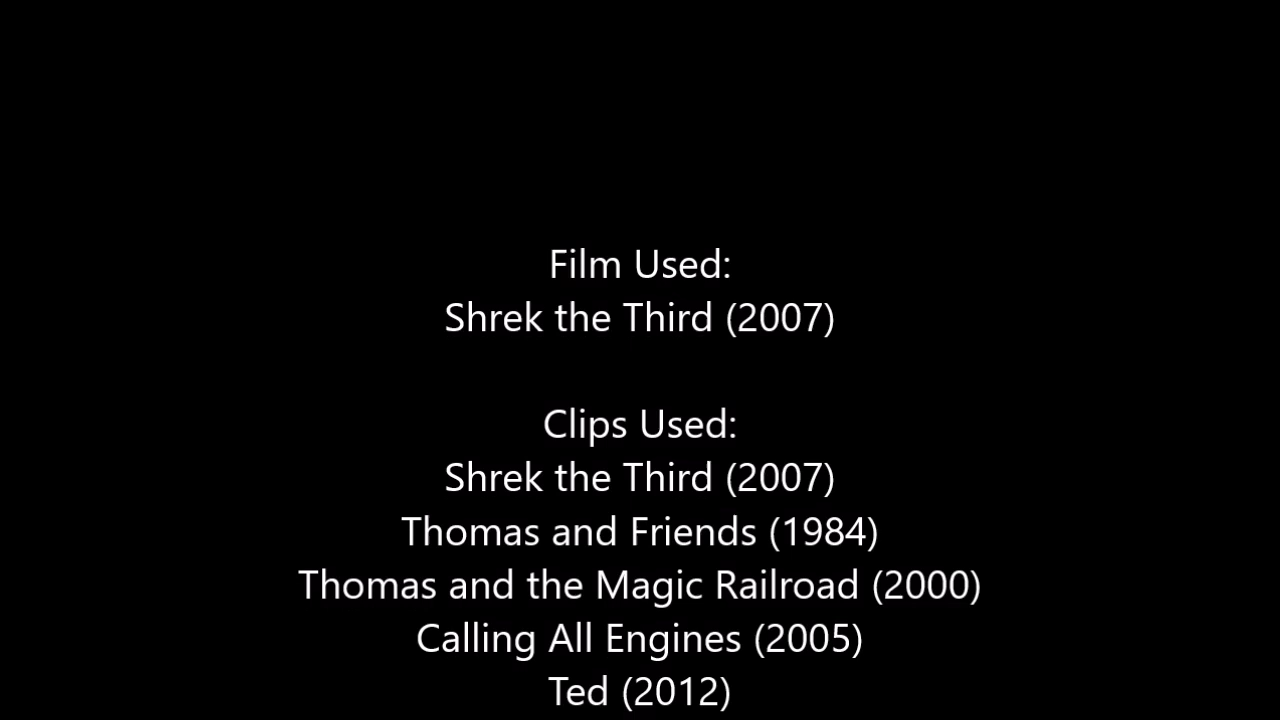 Film Used:
Shrek the Third (2007)
Clips Used:
Shrek the Third (2007)
Thomas and Friends (1984)
Thomas and the Magic Railroad (2000)
Calling All Engines (2005)
Ted (2012)